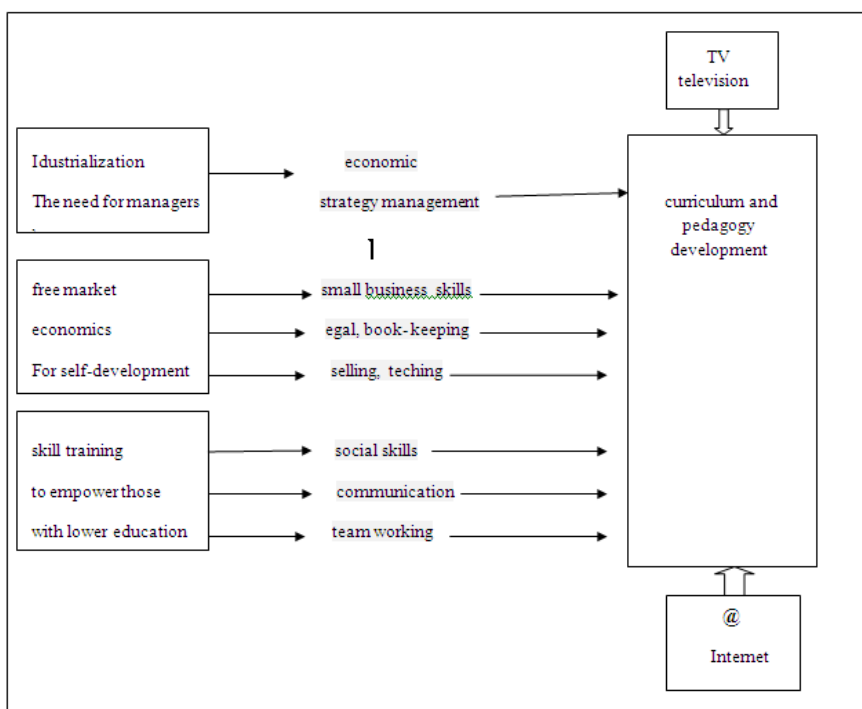 TV
television
Idustrialization
The need for managers
.
economic
strategy management
curriculum and
pedagogy
development
1
free market
economics
For self-development
small business skills
egal, book-keeping
selling, teching
skill training
to empower those
with lower education
social skills
communication
team working
@
Internet